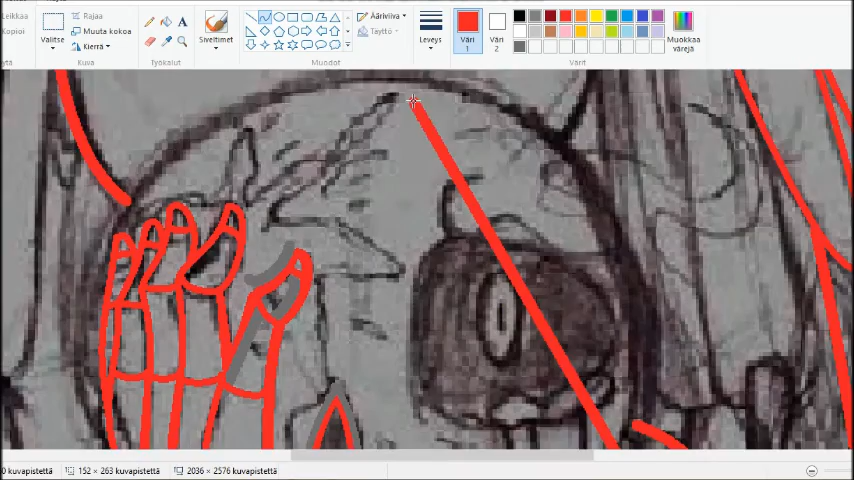 Leikkaa
Kopioi
Rajaa
Muuta kokoa
Kierrä
Valitse
Siveltimet
Ääriviiva
Täyttö
Leveys
Väri
1
Väri
2
Muokkaa
värejä
Kuva
Työkalut
Muodot
Värit
0 kuvapistettä
152 × 263 kuvapistettä
2036 × 2576 kuvapistettä